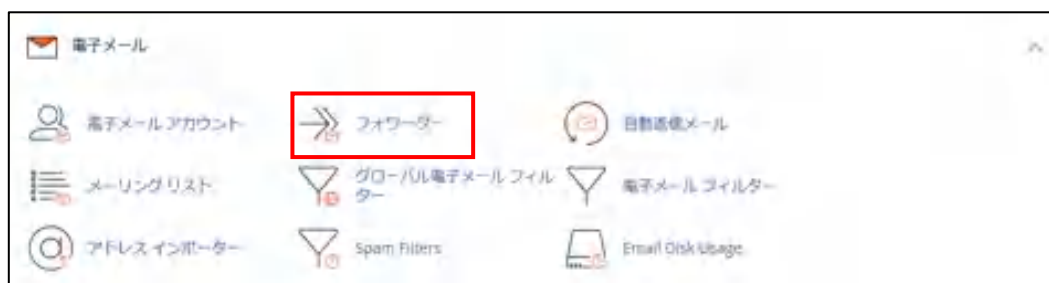 電子メール
電子メール アカウント
フォワーダー
自動返信メール
メーリング リスト
グローバル電子メール フィル
ター
電子メール フィルター
アドレス インポーター
Spam Filters
Email Disk Usage